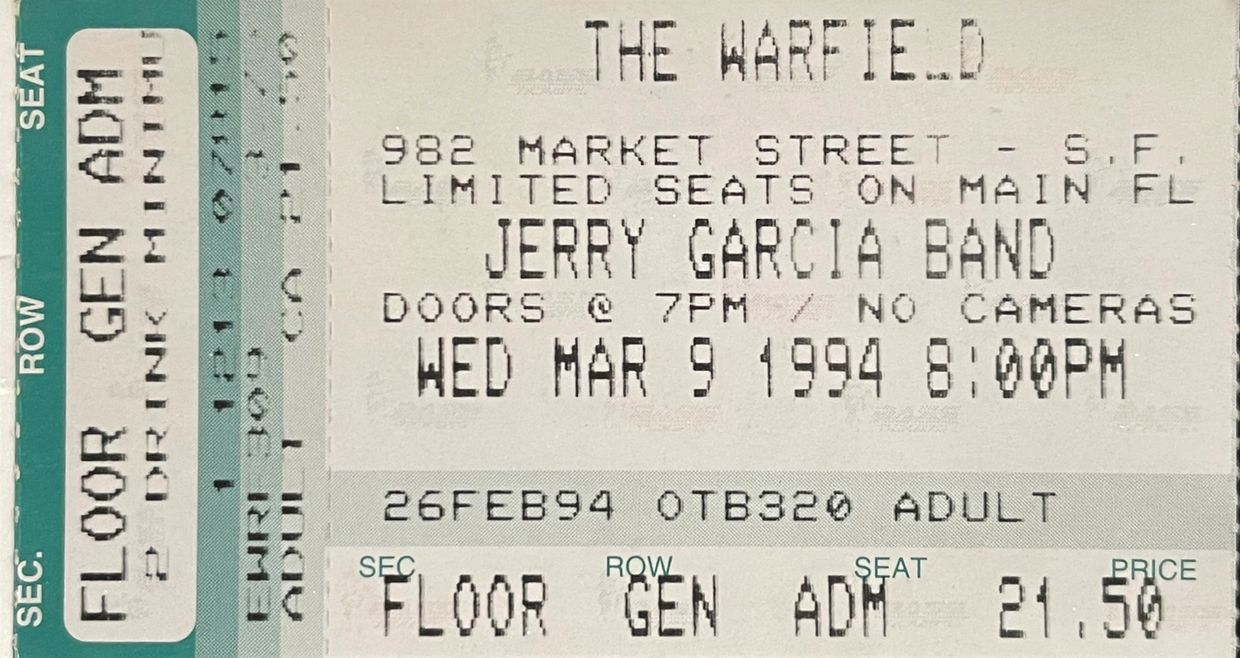 THE WARFIELD
982 MARKET STREET - S.F.
LIMITED SEATS ON MAIN FL
JERRY GARCIA BAND
DOORS @ 7PM / NO CAMERAS
WED MAR 9 1994 8:00PM
26FEB94 OTB320 ADULT
SEC ROW SEAT PRICE
FLOOR GEN ADM 21.50
SEC. ROW SEAT
FLOOR GEN ADM
2 DRINK
ADULT